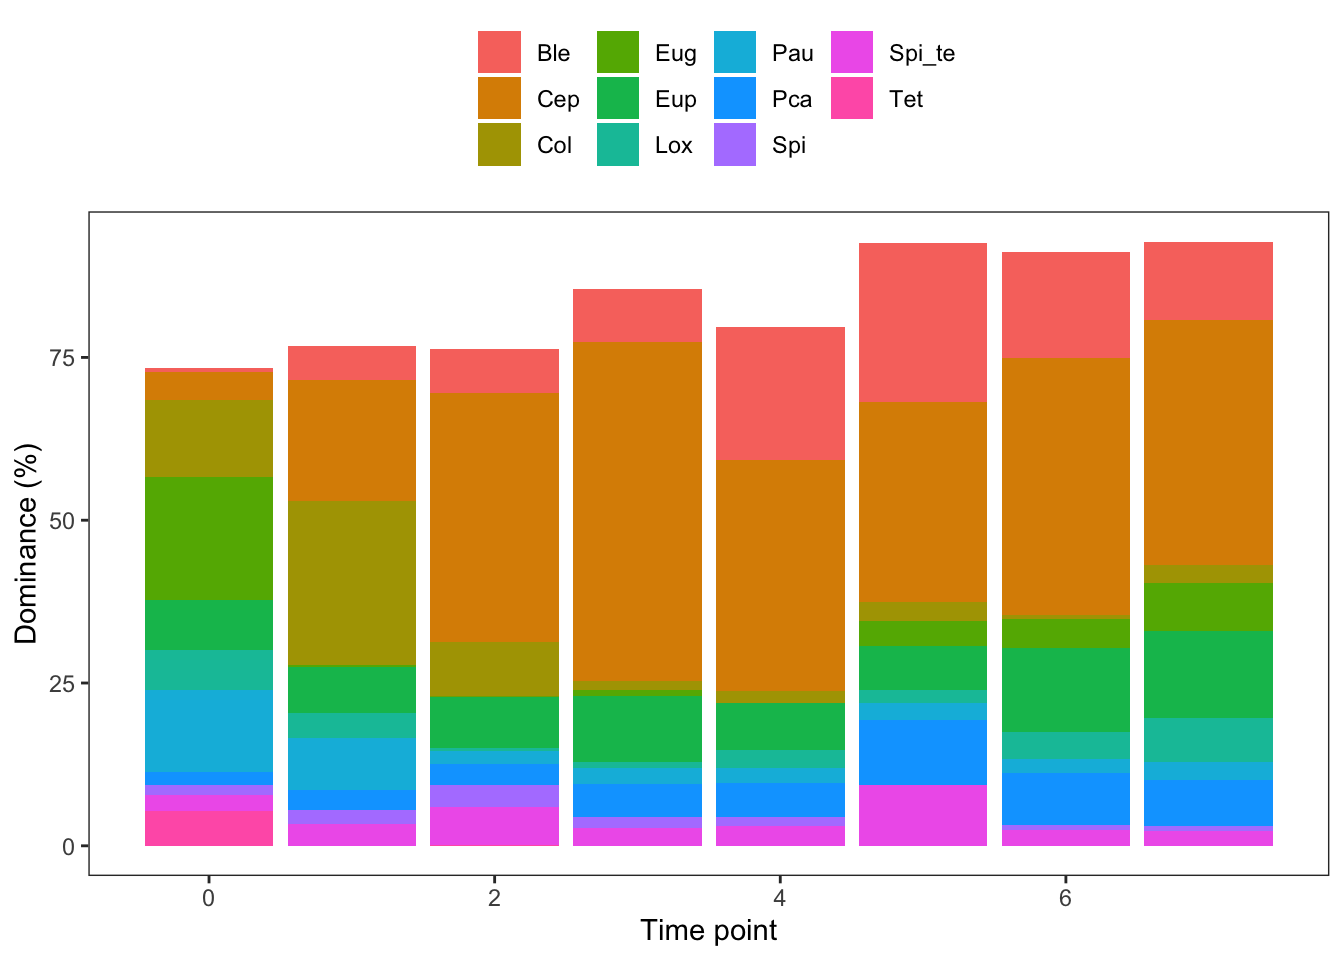 Ble Eug Pau Spi_te
Cep Eup Pca Tet
Col Lox Spi
75
50
25
0
Dominance (%)
0 2 4 6
Time point